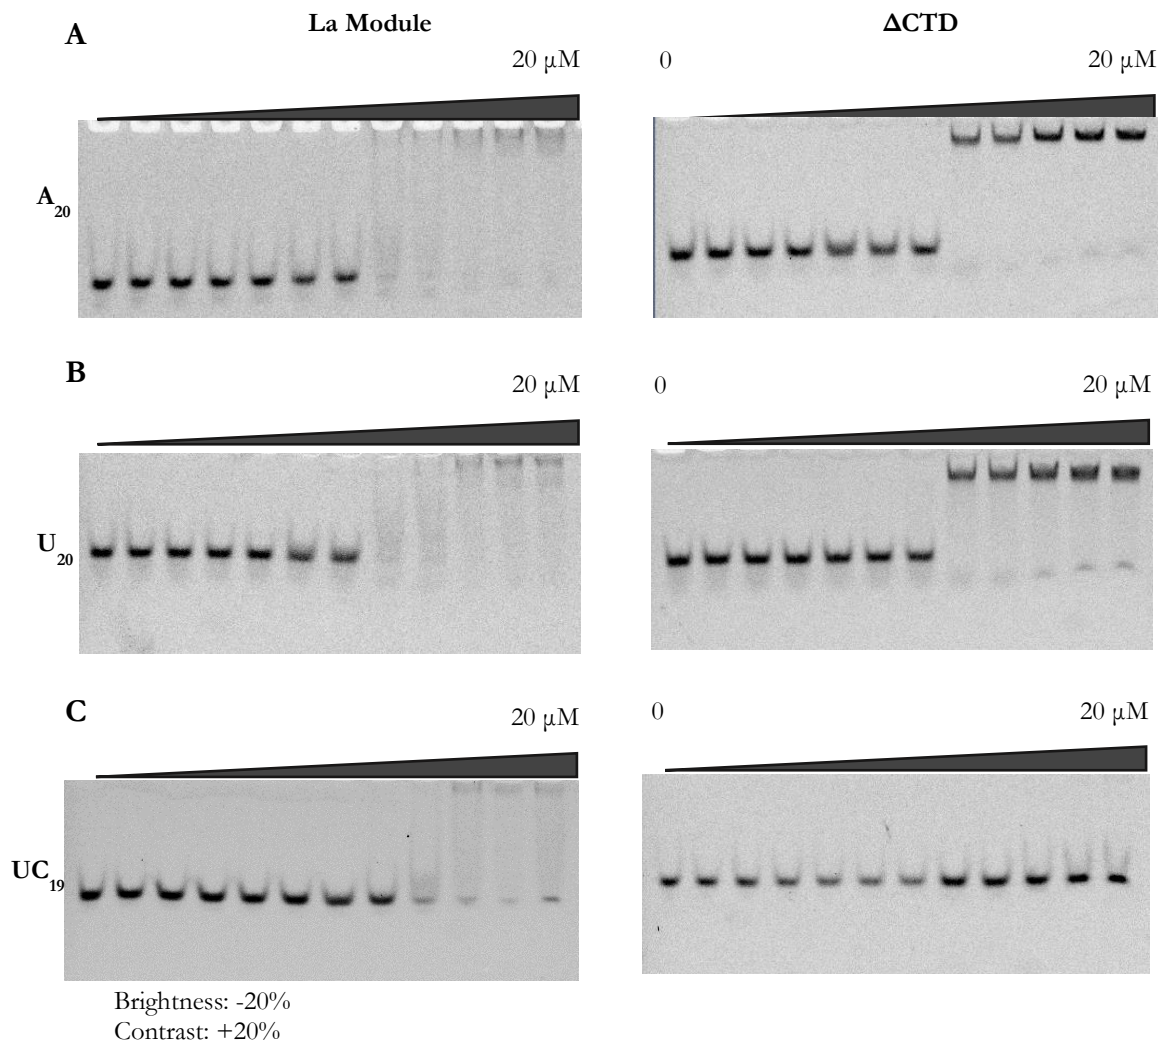 A
La Module
ΔCTD
20 μM
0
20 μM
A20
B
20 μM
0
20 μM
U20
C
20 μM
0
20 μM
UC19
Brightness: -20%
Contrast: +20%